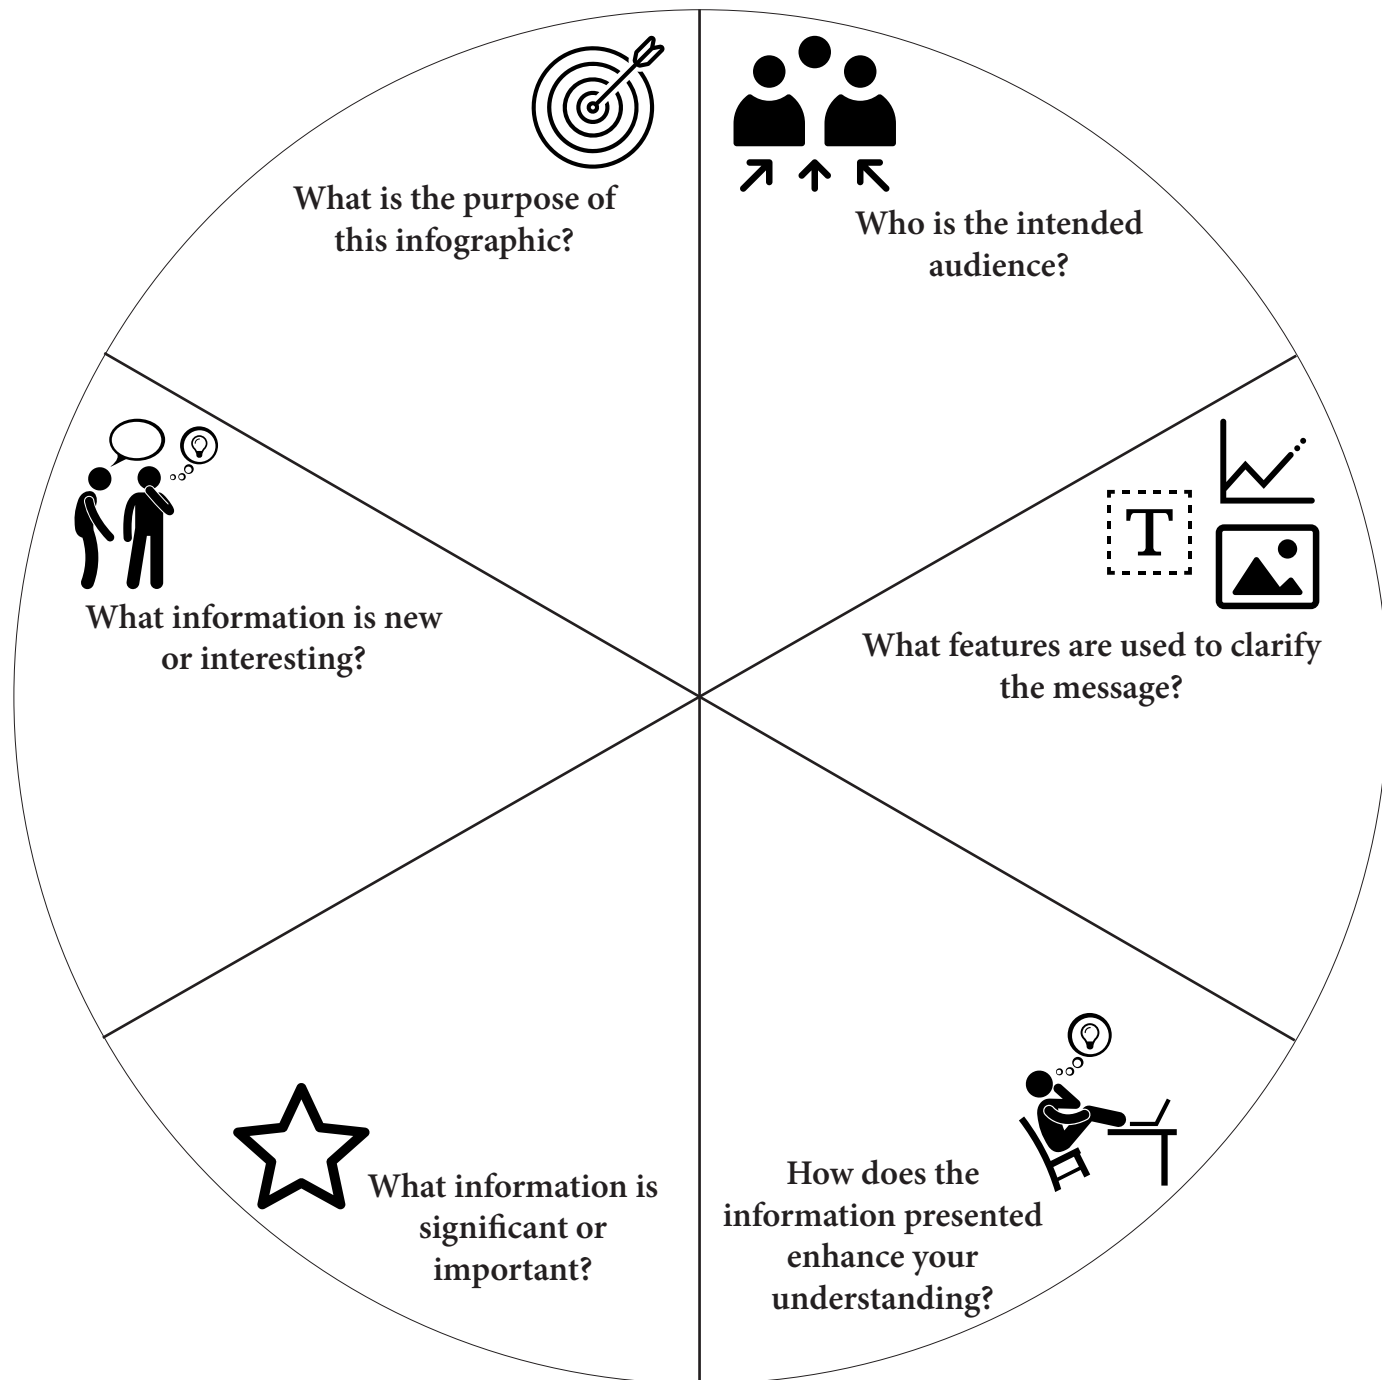 What is the purpose of
this infographic?
Who is the intended
audience?
What information is new
or interesting?
T
What features are used to clarify
the message?
What information is
significant or
important?
How does the
information presented
enhance your
understanding?